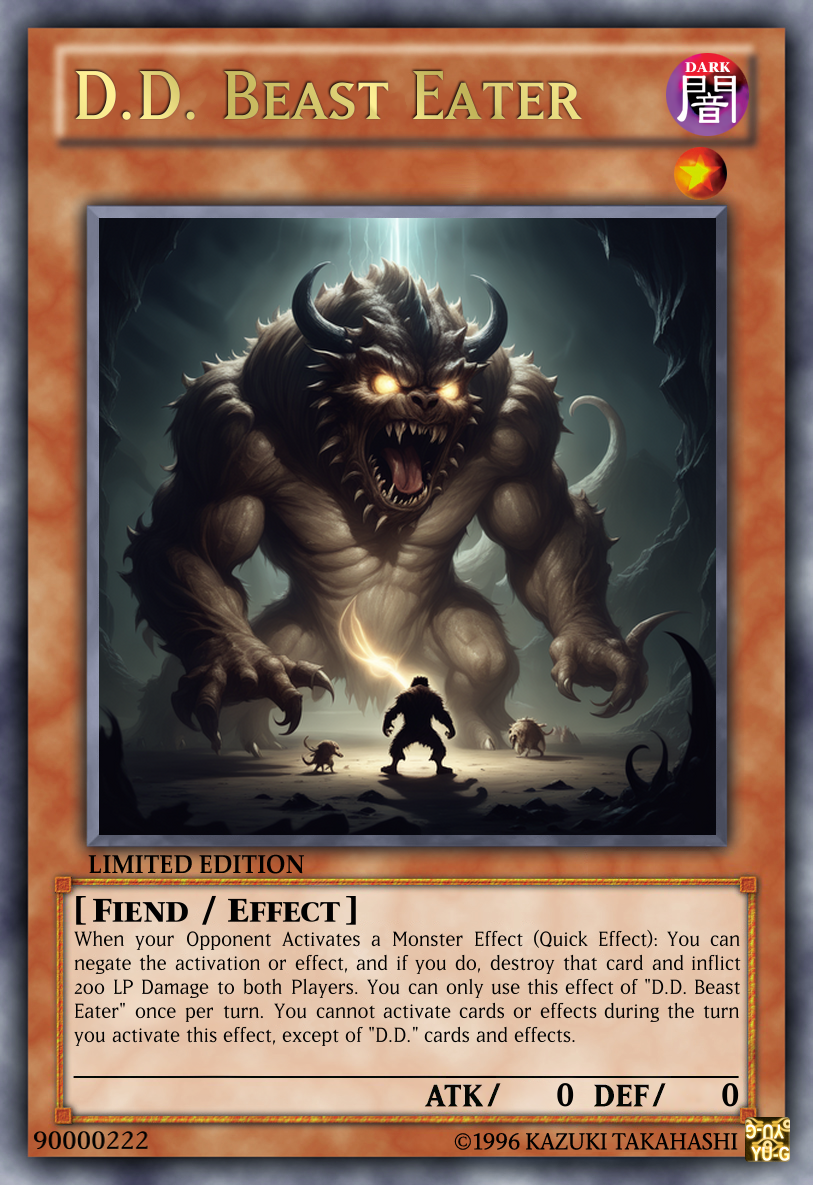 D.D. Beast Eater
DARK
闇
LIMITED EDITION
[ Fiend / Effect ]
When your Opponent Activates a Monster Effect (Quick Effect): You can
negate the activation or effect, and if you do, destroy that card and inflict
200 LP Damage to both Players. You can only use this effect of "D.D. Beast
Eater" once per turn. You cannot activate cards or effects during the turn
you activate this effect, except of "D.D." cards and effects.
ATK/ 0 DEF/ 0
90000222
©1996 KAZUKI TAKAHASHI